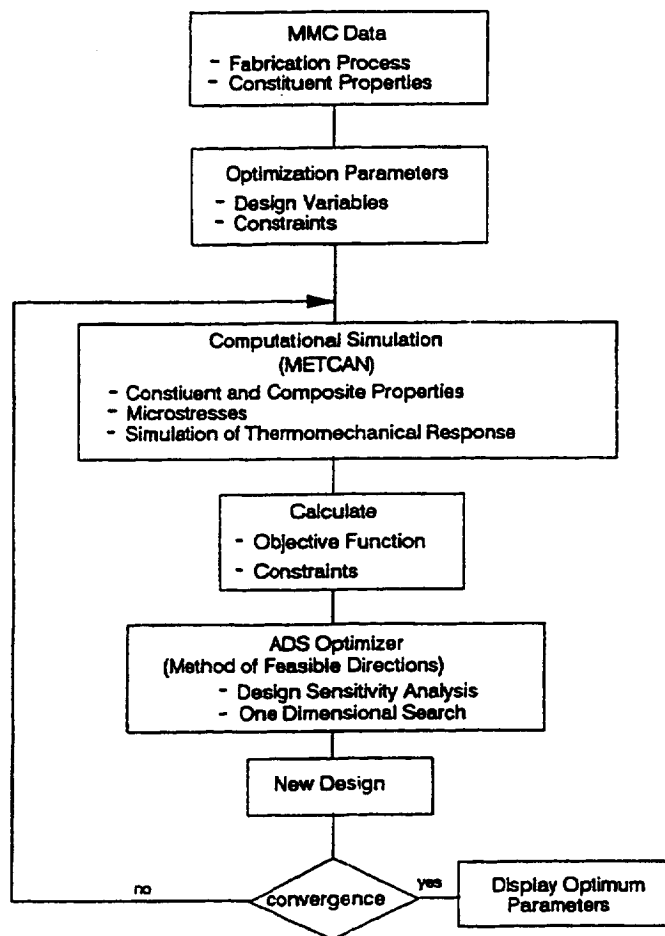 MMC Data
- Fabrication Process
- Constituent Properties
Optimization Parameters
- Design Variables
- Constraints
Computational Simulation
(METCAN)
- Constiuent and Composite Properties
- Microstresses
- Simulation of Thermomechanical Response
Calculate
- Objective Function
- Constraints
ADS Optimizer
(Method of Feasible Directions)
- Design Sensitivity Analysis
- One Dimensional Search
New Design
no
convergence
yes
Display Optimum
Parameters